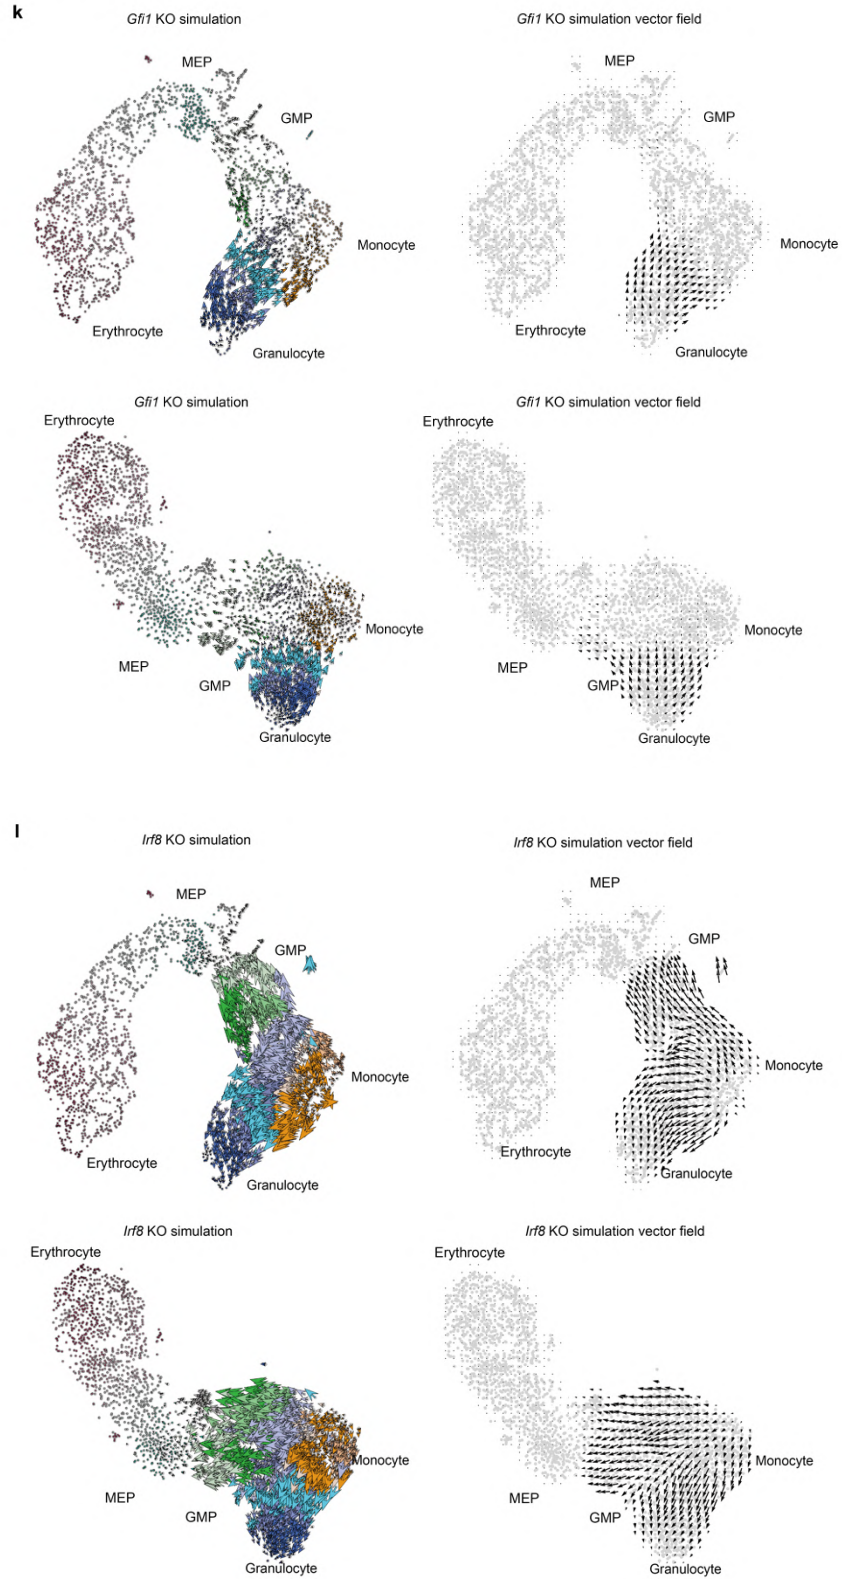 k
Gfi1 KO simulation
Gfi1 KO simulation vector field
MEP
GMP
Monocyte
Erythrocyte
Granulocyte
MEP
GMP
Monocyte
Erythrocyte
Granulocyte
Gfi1 KO simulation
Gfi1 KO simulation vector field
Erythrocyte
Monocyte
MEP
GMP
Granulocyte
Erythrocyte
Monocyte
MEP
GMP
Granulocyte
l
Irf8 KO simulation
Irf8 KO simulation vector field
MEP
GMP
Monocyte
Erythrocyte
Granulocyte
MEP
GMP
Monocyte
Erythrocyte
Granulocyte
Irf8 KO simulation
Irf8 KO simulation vector field
Erythrocyte
Monocyte
MEP
GMP
Granulocyte
Erythrocyte
Monocyte
MEP
GMP
Granulocyte